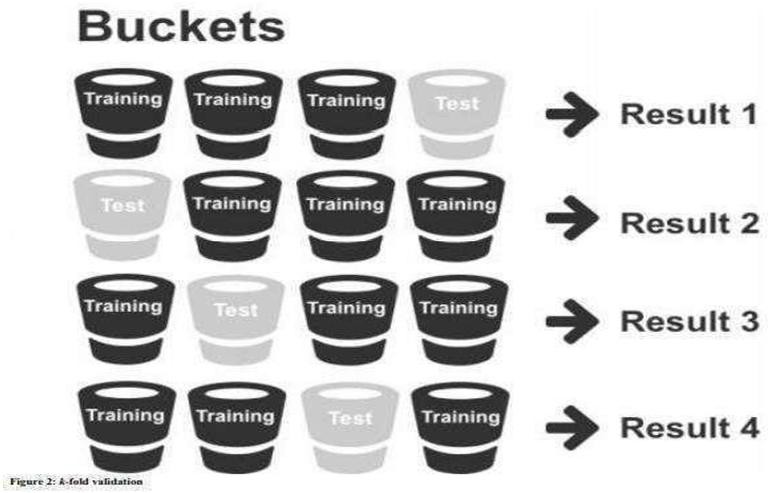 Buckets
Training Training Training Test Result 1
Test Training Training Training Result 2
Training Test Training Training Result 3
Training Training Test Training Result 4
Figure 2: k-fold validation